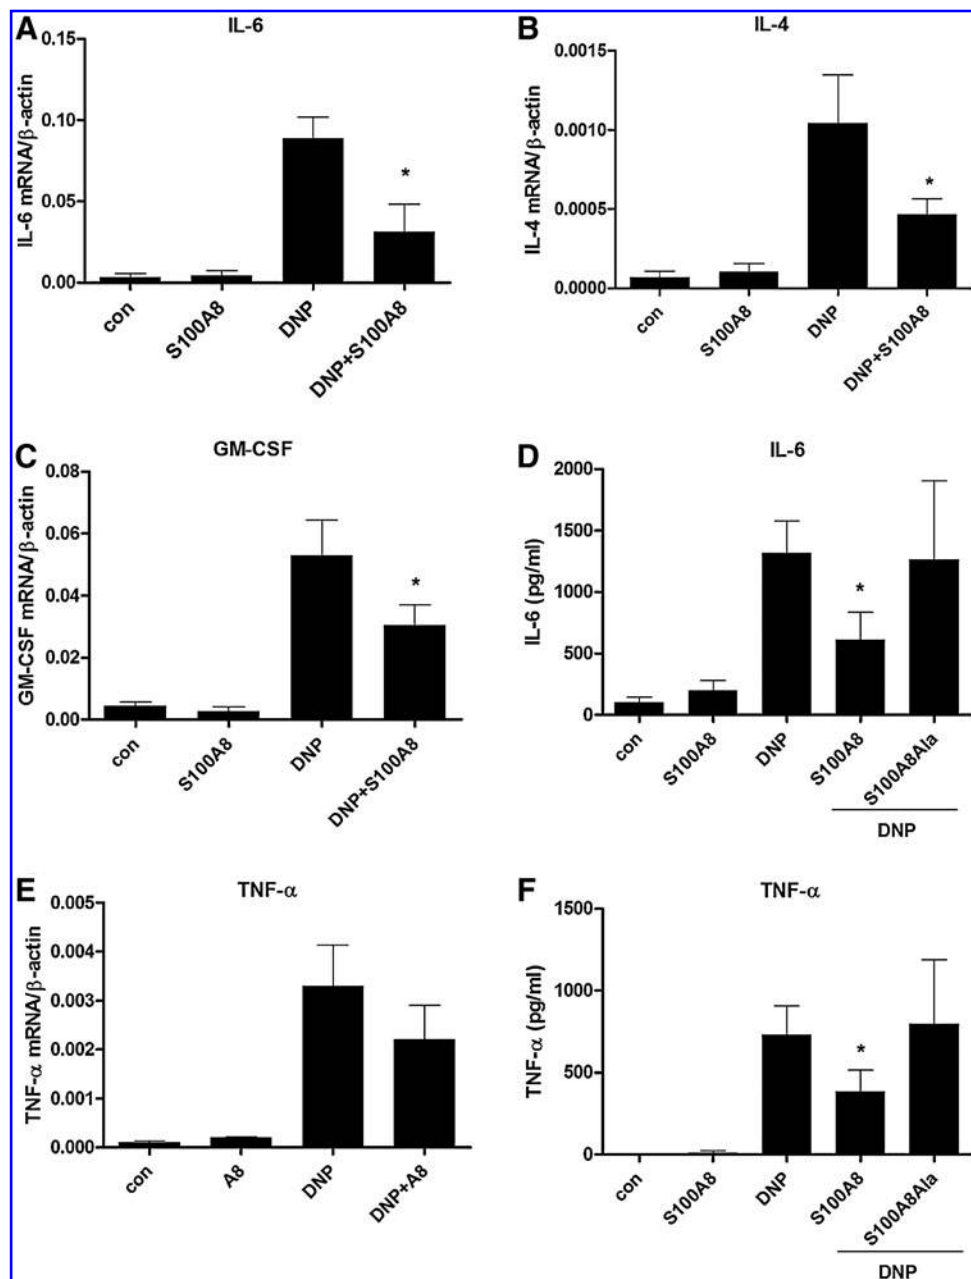 A IL-6
IL-6 mRNA/β-actin
0.15
0.10
0.05
0.00
*
con S100A8 DNP DNP+S100A8
B IL-4
IL-4 mRNA/β-actin
0.0015
0.0010
0.0005
0.0000
*
con S100A8 DNP DNP+S100A8
C GM-CSF
GM-CSF mRNA/β-actin
0.08
0.06
0.04
0.02
0.00
*
con S100A8 DNP DNP+S100A8
D IL-6
IL-6 (pg/ml)
2000
1500
1000
500
0
*
con S100A8 DNP S100A8 S100A8Ala
DNP
E TNF-α
TNF-α mRNA/β-actin
0.005
0.004
0.003
0.002
0.001
0.000
con A8 DNP DNP+A8
F TNF-α
TNF-α (pg/ml)
1500
1000
500
0
*
con S100A8 DNP S100A8 S100A8Ala
DNP